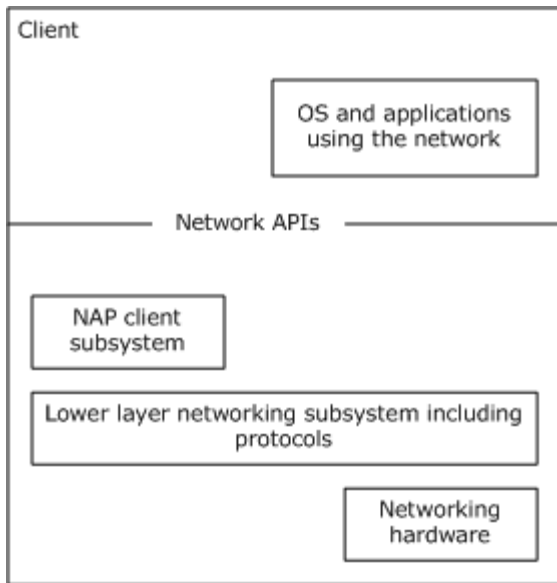 Client
OS and applications
using the network
Network APIs
NAP client
subsystem
Lower layer networking subsystem including
protocols
Networking
hardware